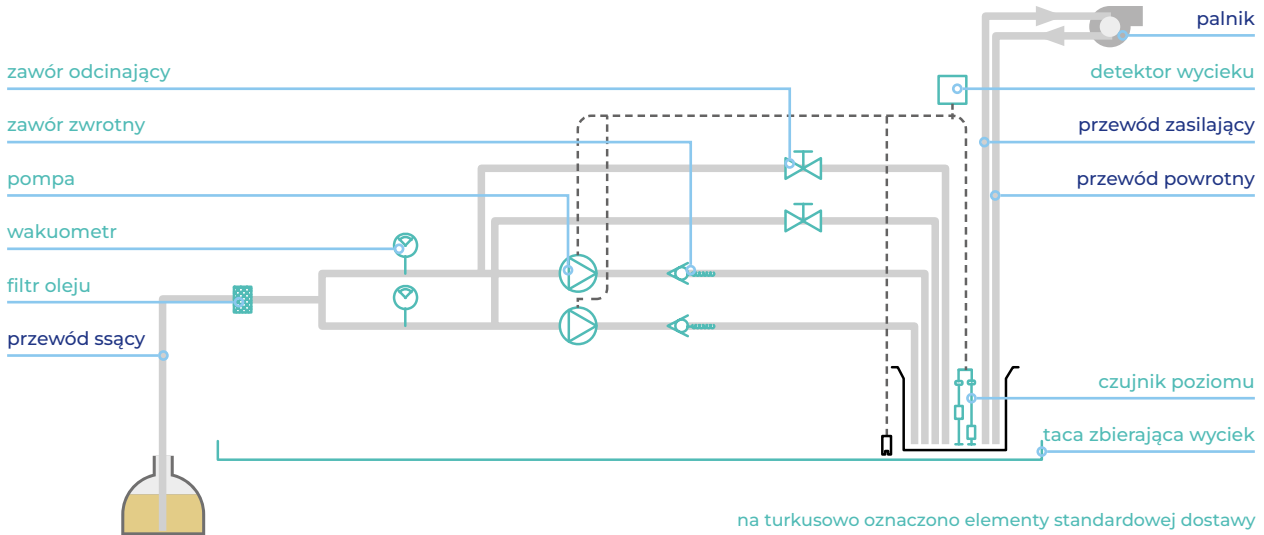 palnik
zawór odcinający
detektor wycieku
zawór zwrotny
przewód zasilający
pompa
przewód powrotny
wakuometr
filtr oleju
przewód ssący
czujnik poziomu
taca zbierająca wyciek
na turkusowo oznaczono elementy standardowej dostawy